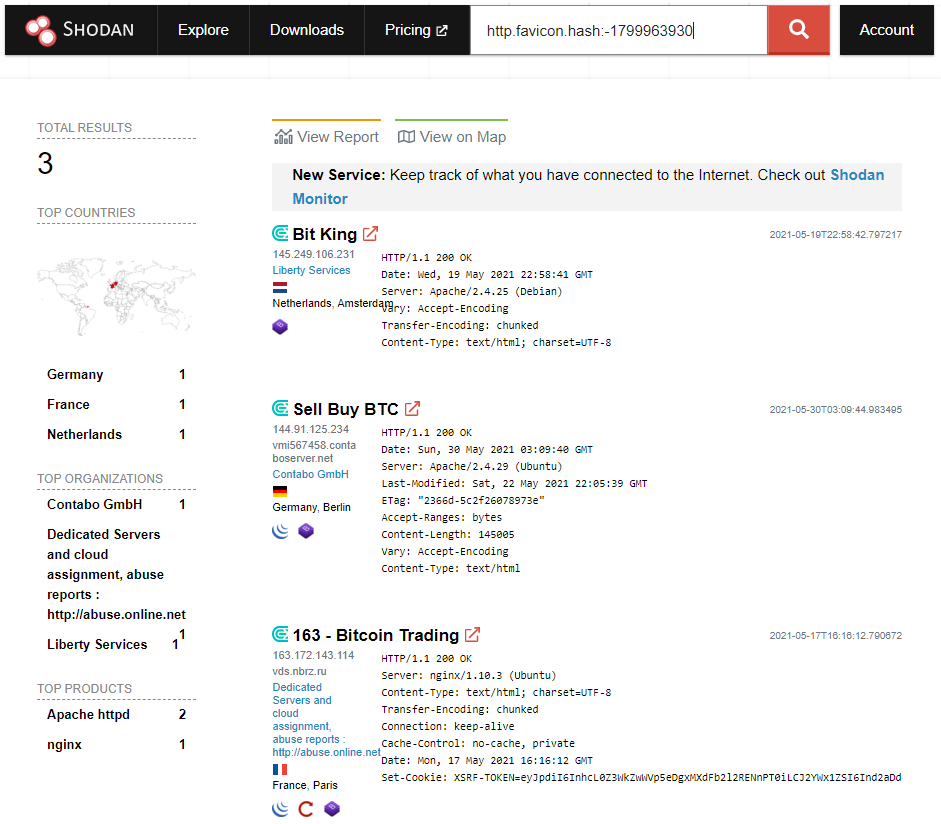 SHODAN
Explore
Downloads
Pricing
http.favicon.hash:-1799963930
Account
TOTAL RESULTS
3
TOP COUNTRIES
Germany 1
France 1
Netherlands 1
TOP ORGANIZATIONS
Contabo GmbH 1
Dedicated Servers
and cloud
assignment, abuse
reports :
http://abuse.online.net
1
Liberty Services 1
TOP PRODUCTS
Apache httpd 2
nginx 1
View Report
View on Map
New Service: Keep track of what you have connected to the Internet. Check out Shodan
Monitor
Bit King
2021-05-19T22:58:42.797217
145.249.106.231
Liberty Services
Netherlands, Amsterdam
HTTP/1.1 200 OK
Date: Wed, 19 May 2021 22:58:41 GMT
Server: Apache/2.4.25 (Debian)
Vary: Accept-Encoding
Transfer-Encoding: chunked
Content-Type: text/html; charset=UTF-8
Sell Buy BTC
2021-05-30T03:09:44.983495
144.91.125.234
vmi567458.conta
boserver.net
Contabo GmbH
Germany, Berlin
HTTP/1.1 200 OK
Date: Sun, 30 May 2021 03:09:40 GMT
Server: Apache/2.4.29 (Ubuntu)
Last-Modified: Sat, 22 May 2021 22:05:39 GMT
ETag: "2366d-5c2f26078973e"
Accept-Ranges: bytes
Content-Length: 145005
Vary: Accept-Encoding
Content-Type: text/html
163 - Bitcoin Trading
2021-05-17T16:16:12.790672
163.172.143.114
vds.nbrz.ru
Dedicated
Servers and
cloud
assignment,
abuse reports :
http://abuse.online.net
France, Paris
HTTP/1.1 200 OK
Server: nginx/1.10.3 (Ubuntu)
Content-Type: text/html; charset=UTF-8
Transfer-Encoding: chunked
Connection: keep-alive
Cache-Control: no-cache, private
Date: Mon, 17 May 2021 16:16:12 GMT
Set-Cookie: XSRF-TOKEN=eyJpdiI6InhcL0Z3WkZwWVp5eDgxMXdFb2l2RENnPT0iLCJ2YWx1ZSI6Ind2aDd